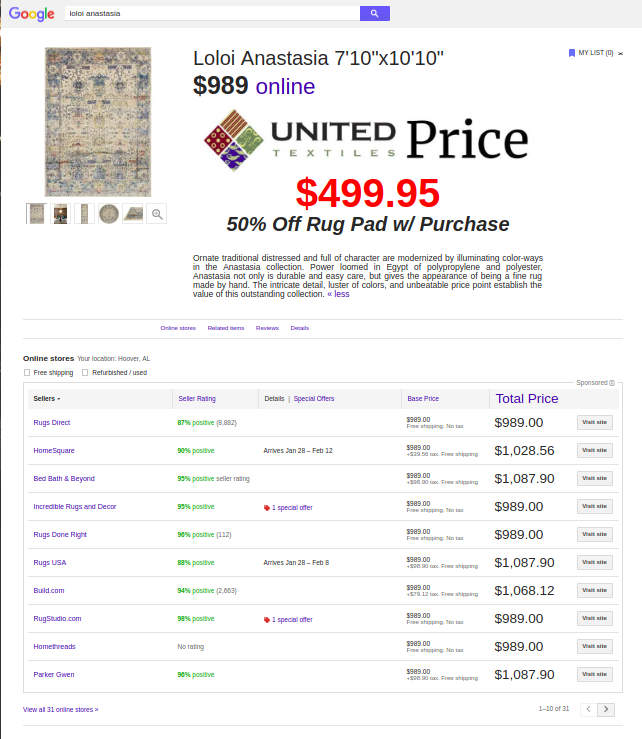 Google
loloi anastasia
Loloi Anastasia 7'10"x10'10"
MY LIST (0)
$989 online
UNITED
TEXTILES
Price
$499.95
50% Off Rug Pad w/ Purchase
Ornate traditional distressed and full of character are modernized by illuminating color-ways
in the Anastasia collection. Power loomed in Egypt of polypropylene and polyester,
Anastasia not only is durable and easy care, but gives the appearance of being a fine rug
made by hand. The intricate detail, luster of colors, and unbeatable price point establish the
value of this outstanding collection. « less
Online stores Related items Reviews Details
Online stores Your location: Hoover, AL
Free shipping Refurbished / used
Sponsored
Sellers Seller Rating Details | Special Offers Base Price Total Price
Rugs Direct 87% positive (8,882) $989.00 $989.00 Visit site
Free shipping. No tax
HomeSquare 90% positive Arrives Jan 28 – Feb 12 $989.00 $1,028.56 Visit site
+$39.56 tax. Free shipping
Bed Bath & Beyond 95% positive seller rating $989.00 $1,087.90 Visit site
+$98.90 tax. Free shipping
Incredible Rugs and Decor 95% positive 1 special offer $989.00 $989.00 Visit site
Free shipping. No tax
Rugs Done Right 96% positive (112) $989.00 $989.00 Visit site
Free shipping. No tax
Rugs USA 88% positive Arrives Jan 28 – Feb 8 $989.00 $1,087.90 Visit site
+$98.90 tax. Free shipping
Build.com 94% positive (2,663) $989.00 $1,068.12 Visit site
+$79.12 tax. Free shipping
RugStudio.com 98% positive 1 special offer $989.00 $989.00 Visit site
Free shipping. No tax
Homethreads No rating $989.00 $989.00 Visit site
Free shipping. No tax
Parker Gwen 96% positive $989.00 $1,087.90 Visit site
+$98.90 tax. Free shipping
View all 31 online stores » 1–10 of 31